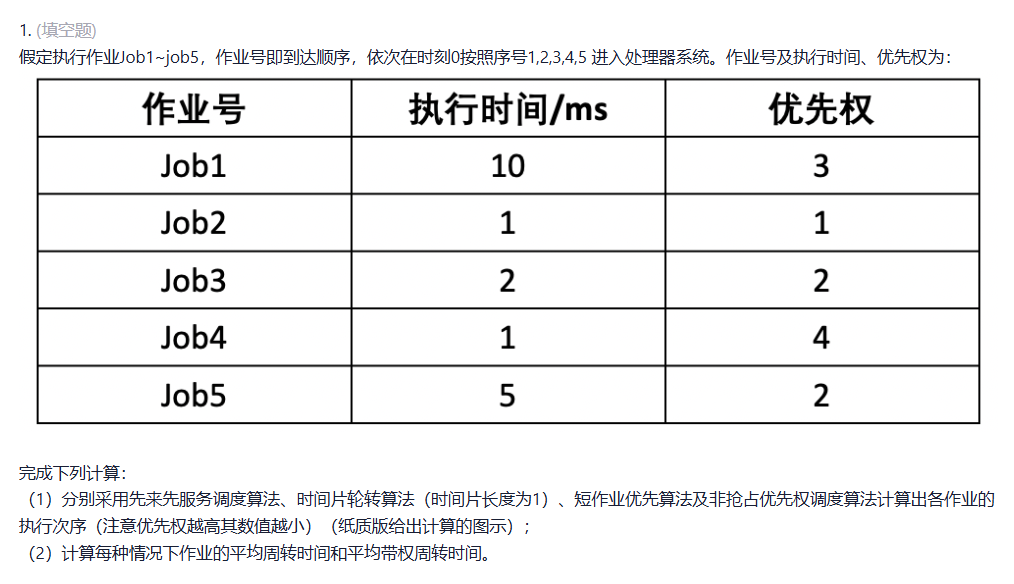 1. (填空题)
假定执行作业Job1~job5，作业号即到达顺序，依次在时刻0按照序号1,2,3,4,5 进入处理器系统。作业号及执行时间、优先权为：
作业号 执行时间/ms 优先权
Job1 10 3
Job2 1 1
Job3 2 2
Job4 1 4
Job5 5 2
完成下列计算：
（1）分别采用先来先服务调度算法、时间片轮转算法（时间片长度为1）、短作业优先算法及非抢占优先权调度算法计算出各作业的
执行次序（注意优先权越高其数值越小）（纸质版给出计算的图示）；
（2）计算每种情况下作业的平均周转时间和平均带权周转时间。